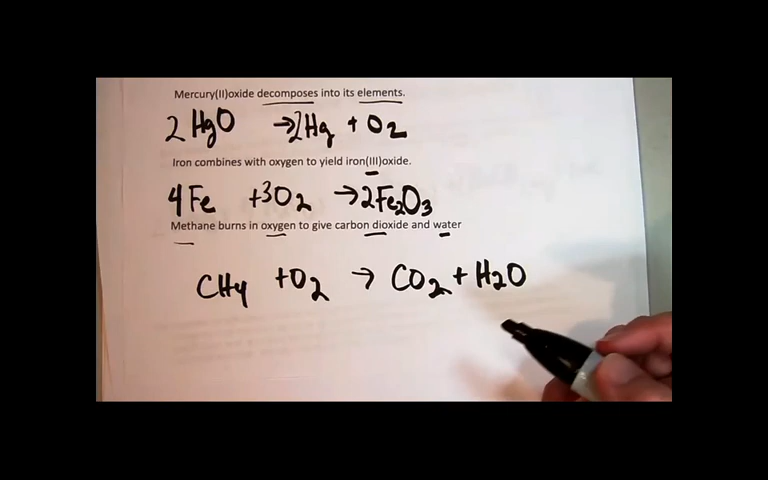 Mercury(II)oxide decomposes into its elements.
2 HgO → 2Hg + O2
Iron combines with oxygen to yield iron(III)oxide.
4Fe + 3O2 → 2Fe2O3
Methane burns in oxygen to give carbon dioxide and water
CH4 + O2 → CO2 + H2O